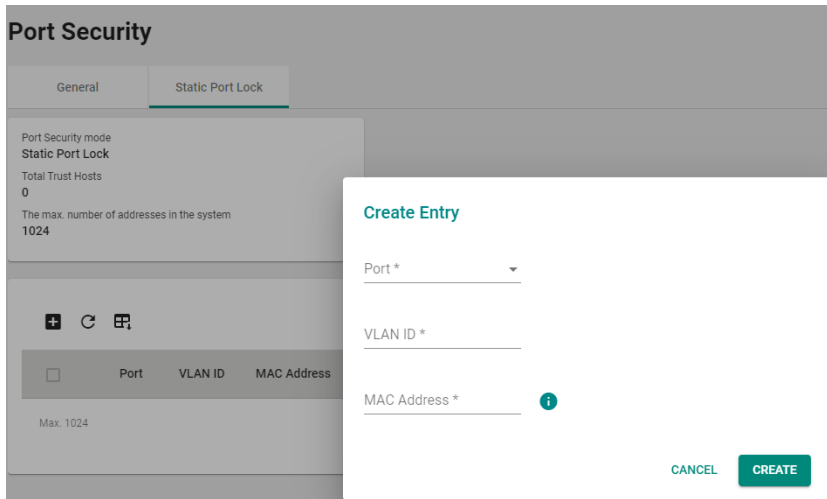 Port Security
General Static Port Lock
Port Security mode
Static Port Lock
Total Trust Hosts
0
The max. number of addresses in the system
1024
Create Entry
Port *
VLAN ID *
MAC Address *
CANCEL CREATE
Port VLAN ID MAC Address
Max. 1024